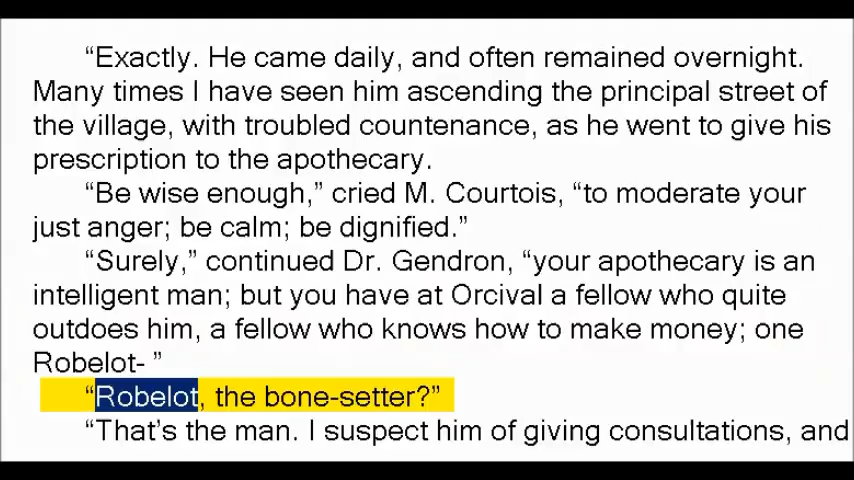 “Exactly. He came daily, and often remained overnight.
Many times I have seen him ascending the principal street of
the village, with troubled countenance, as he went to give his
prescription to the apothecary.
“Be wise enough,” cried M. Courtois, “to moderate your
just anger; be calm; be dignified.”
“Surely,” continued Dr. Gendron, “your apothecary is an
intelligent man; but you have at Orcival a fellow who quite
outdoes him, a fellow who knows how to make money; one
Robelot- ”
“Robelot, the bone-setter?”
“That’s the man. I suspect him of giving consultations, and